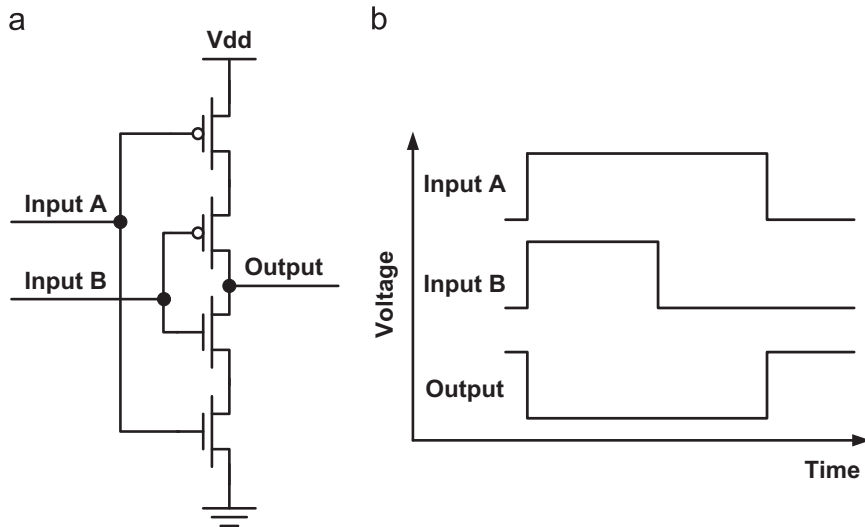 a
Vdd
Input A
Input B
Output
b
Voltage
Input A
Input B
Output
Time